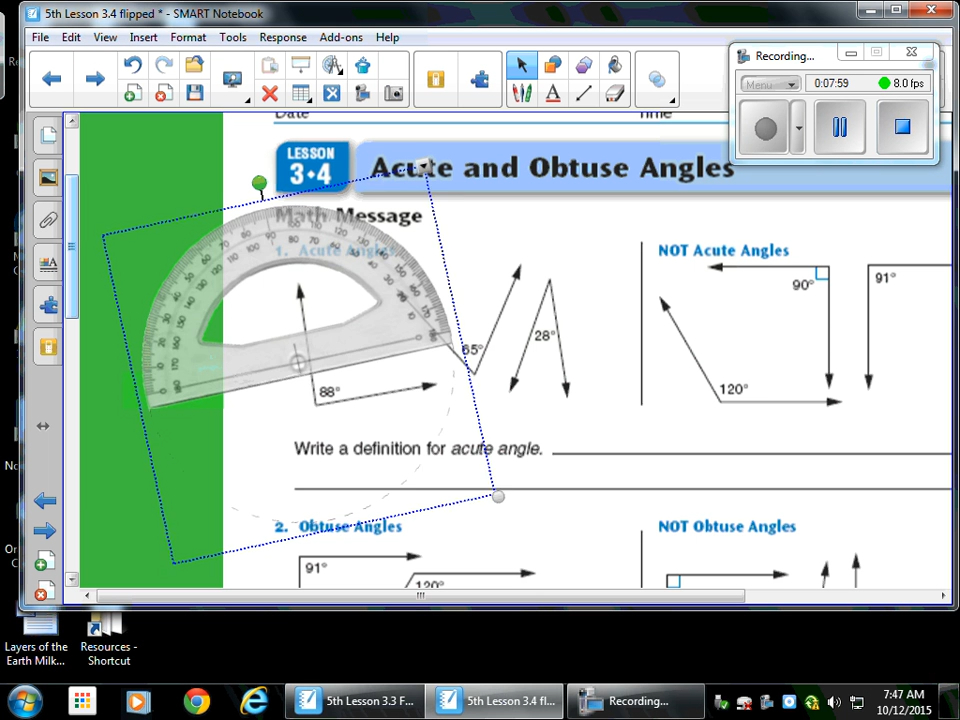 5th Lesson 3.4 flipped * - SMART Notebook
File Edit View Insert Format Tools Response Add-ons Help
Recording...
Menu 0:07:59 8.0 fps
Date Time
LESSON
3◆4
Acute and Obtuse Angles
Math Message
1. Acute Angles
NOT Acute Angles
90°
91°
65°
28°
120°
88°
Write a definition for acute angle.
2. Obtuse Angles
NOT Obtuse Angles
91°
120°
Layers of the
Earth Milk...
Resources -
Shortcut
5th Lesson 3.3 F...
5th Lesson 3.4 fl...
Recording...
7:47 AM
10/12/2015